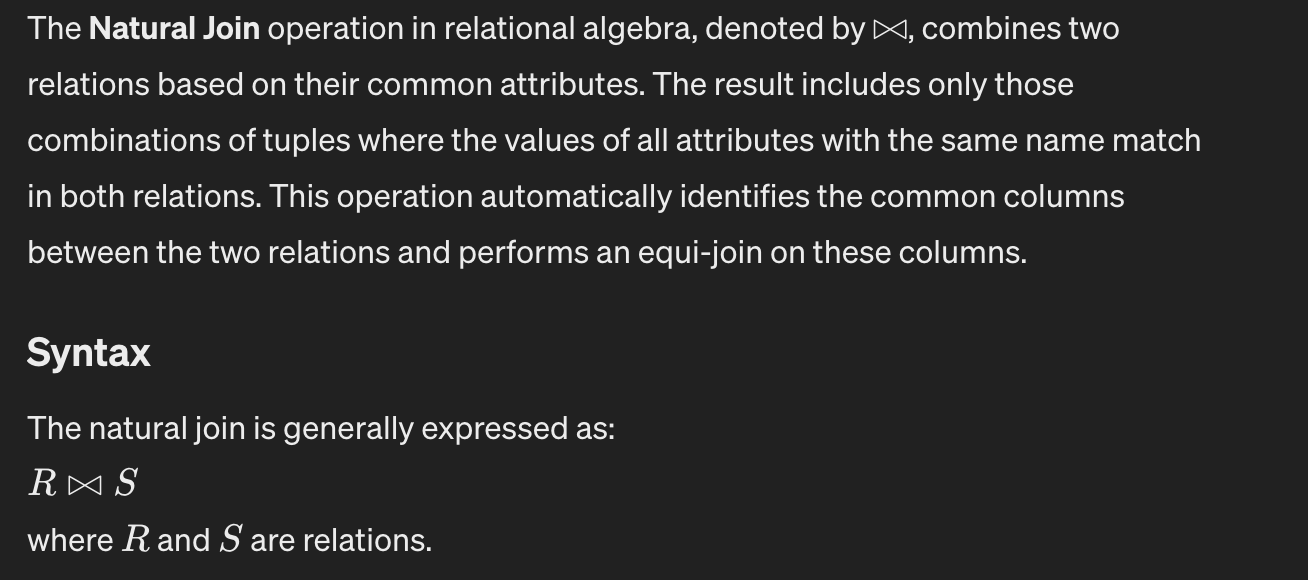 The Natural Join operation in relational algebra, denoted by ⋈, combines two
relations based on their common attributes. The result includes only those
combinations of tuples where the values of all attributes with the same name match
in both relations. This operation automatically identifies the common columns
between the two relations and performs an equi-join on these columns.
Syntax
The natural join is generally expressed as:
R ⋈ S
where R and S are relations.